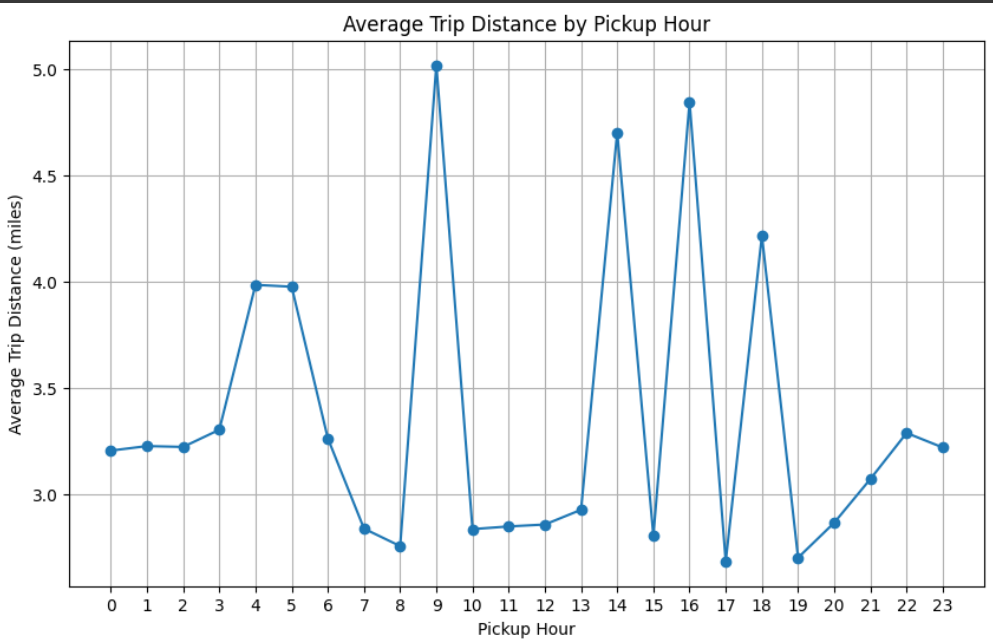 Average Trip Distance by Pickup Hour
Average Trip Distance (miles)
5.0
4.5
4.0
3.5
3.0
0 1 2 3 4 5 6 7 8 9 10 11 12 13 14 15 16 17 18 19 20 21 22 23
Pickup Hour